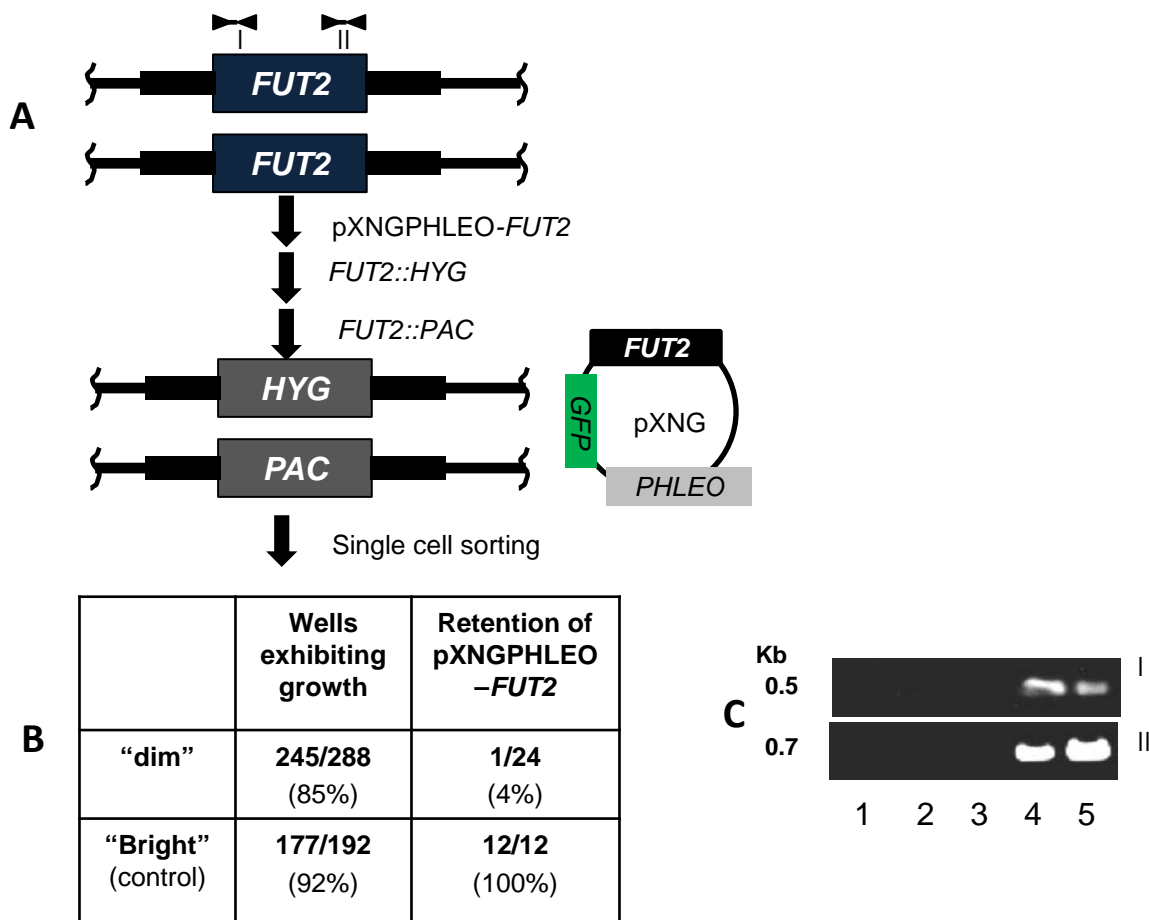 I
II
FUT2
A
FUT2
pXNGPHLEO-FUT2
FUT2::HYG
FUT2::PAC
HYG
FUT2
GFP
pXNG
PAC
PHLEO
Single cell sorting
Wells exhibiting growth
Retention of pXNGPHLEO –FUT2
B
“dim”
245/288
(85%)
1/24
(4%)
“Bright”
(control)
177/192
(92%)
12/12
(100%)
Kb
0.5
I
C
0.7
II
1 2 3 4 5